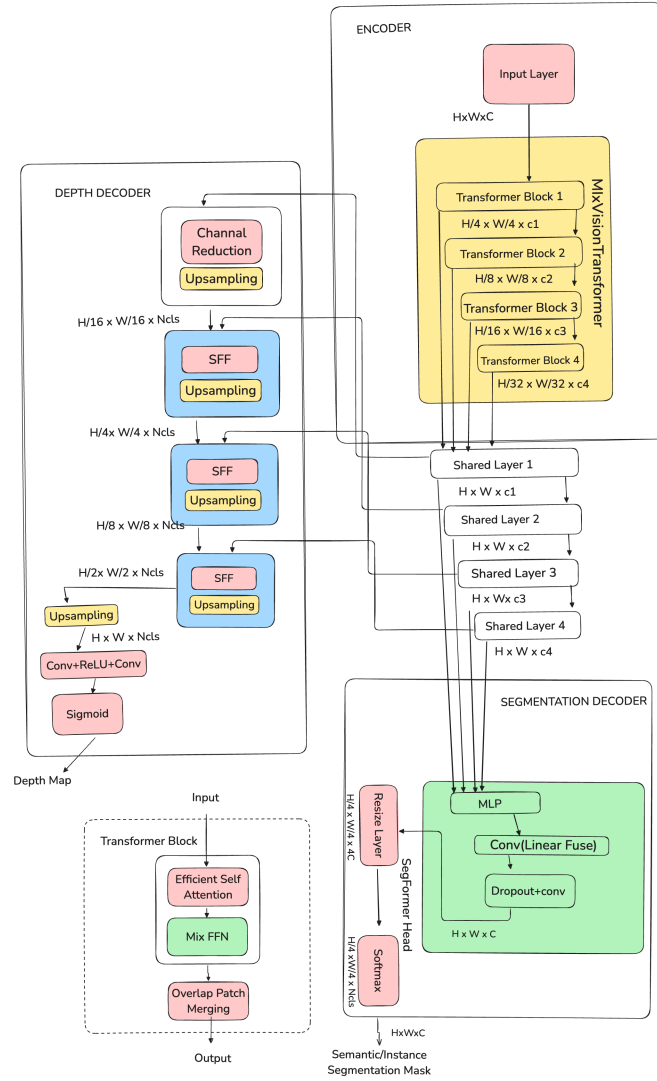 ENCODER
Input Layer
HxWxC
MIxVisionTransformer
Transformer Block 1
H/4 x W/4 x c1
Transformer Block 2
H/8 x W/8 x c2
Transformer Block 3
H/16 x W/16 x c3
Transformer Block 4
H/32 x W/32 x c4
Shared Layer 1
H x W x c1
Shared Layer 2
H x W x c2
Shared Layer 3
H x Wx c3
Shared Layer 4
H x W x c4
DEPTH DECODER
Channal
Reduction
Upsampling
H/16 x W/16 x Ncls
SFF
Upsampling
H/4x W/4 x Ncls
SFF
Upsampling
H/8 x W/8 x Ncls
SFF
Upsampling
H/2x W/2 x Ncls
Upsampling
H x W x Ncls
Conv+ReLU+Conv
Sigmoid
Depth Map
SEGMENTATION DECODER
MLP
Conv(Linear Fuse)
Dropout+conv
H x W x C
SegFormer Head
Resize Layer
H/4 x W/4 x 4C
Softmax
H/4 xW/4 x Ncls
HxWxC
Semantic/Instance
Segmentation Mask
Input
Transformer Block
Efficient Self
Attention
Mix FFN
Overlap Patch
Merging
Output